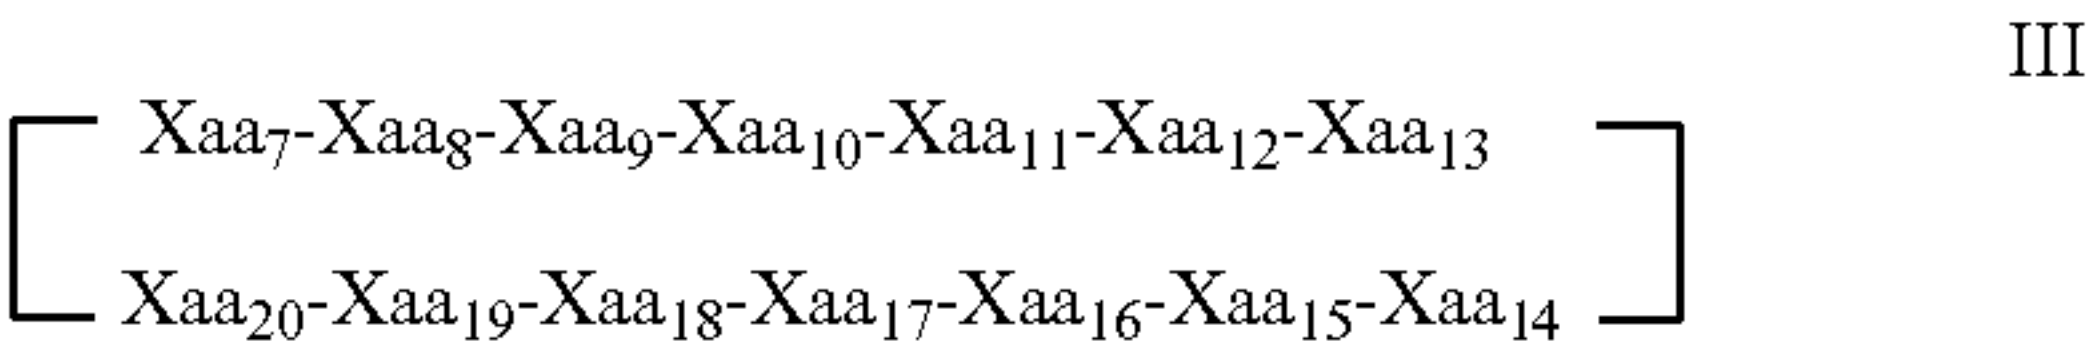 III
Xaa₇-Xaa₈-Xaa₉-Xaa₁₀-Xaa₁₁-Xaa₁₂-Xaa₁₃
Xaa₂₀-Xaa₁₉-Xaa₁₈-Xaa₁₇-Xaa₁₆-Xaa₁₅-Xaa₁₄